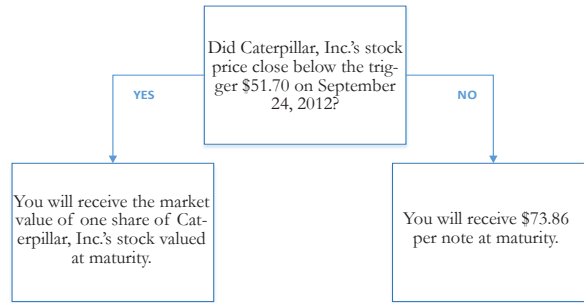 Did Caterpillar, Inc.'s stock
price close below the trig-
ger $51.70 on September
24, 2012?
YES
NO
You will receive the market
value of one share of Cat-
erpillar, Inc.'s stock valued
at maturity.
You will receive $73.86
per note at maturity.